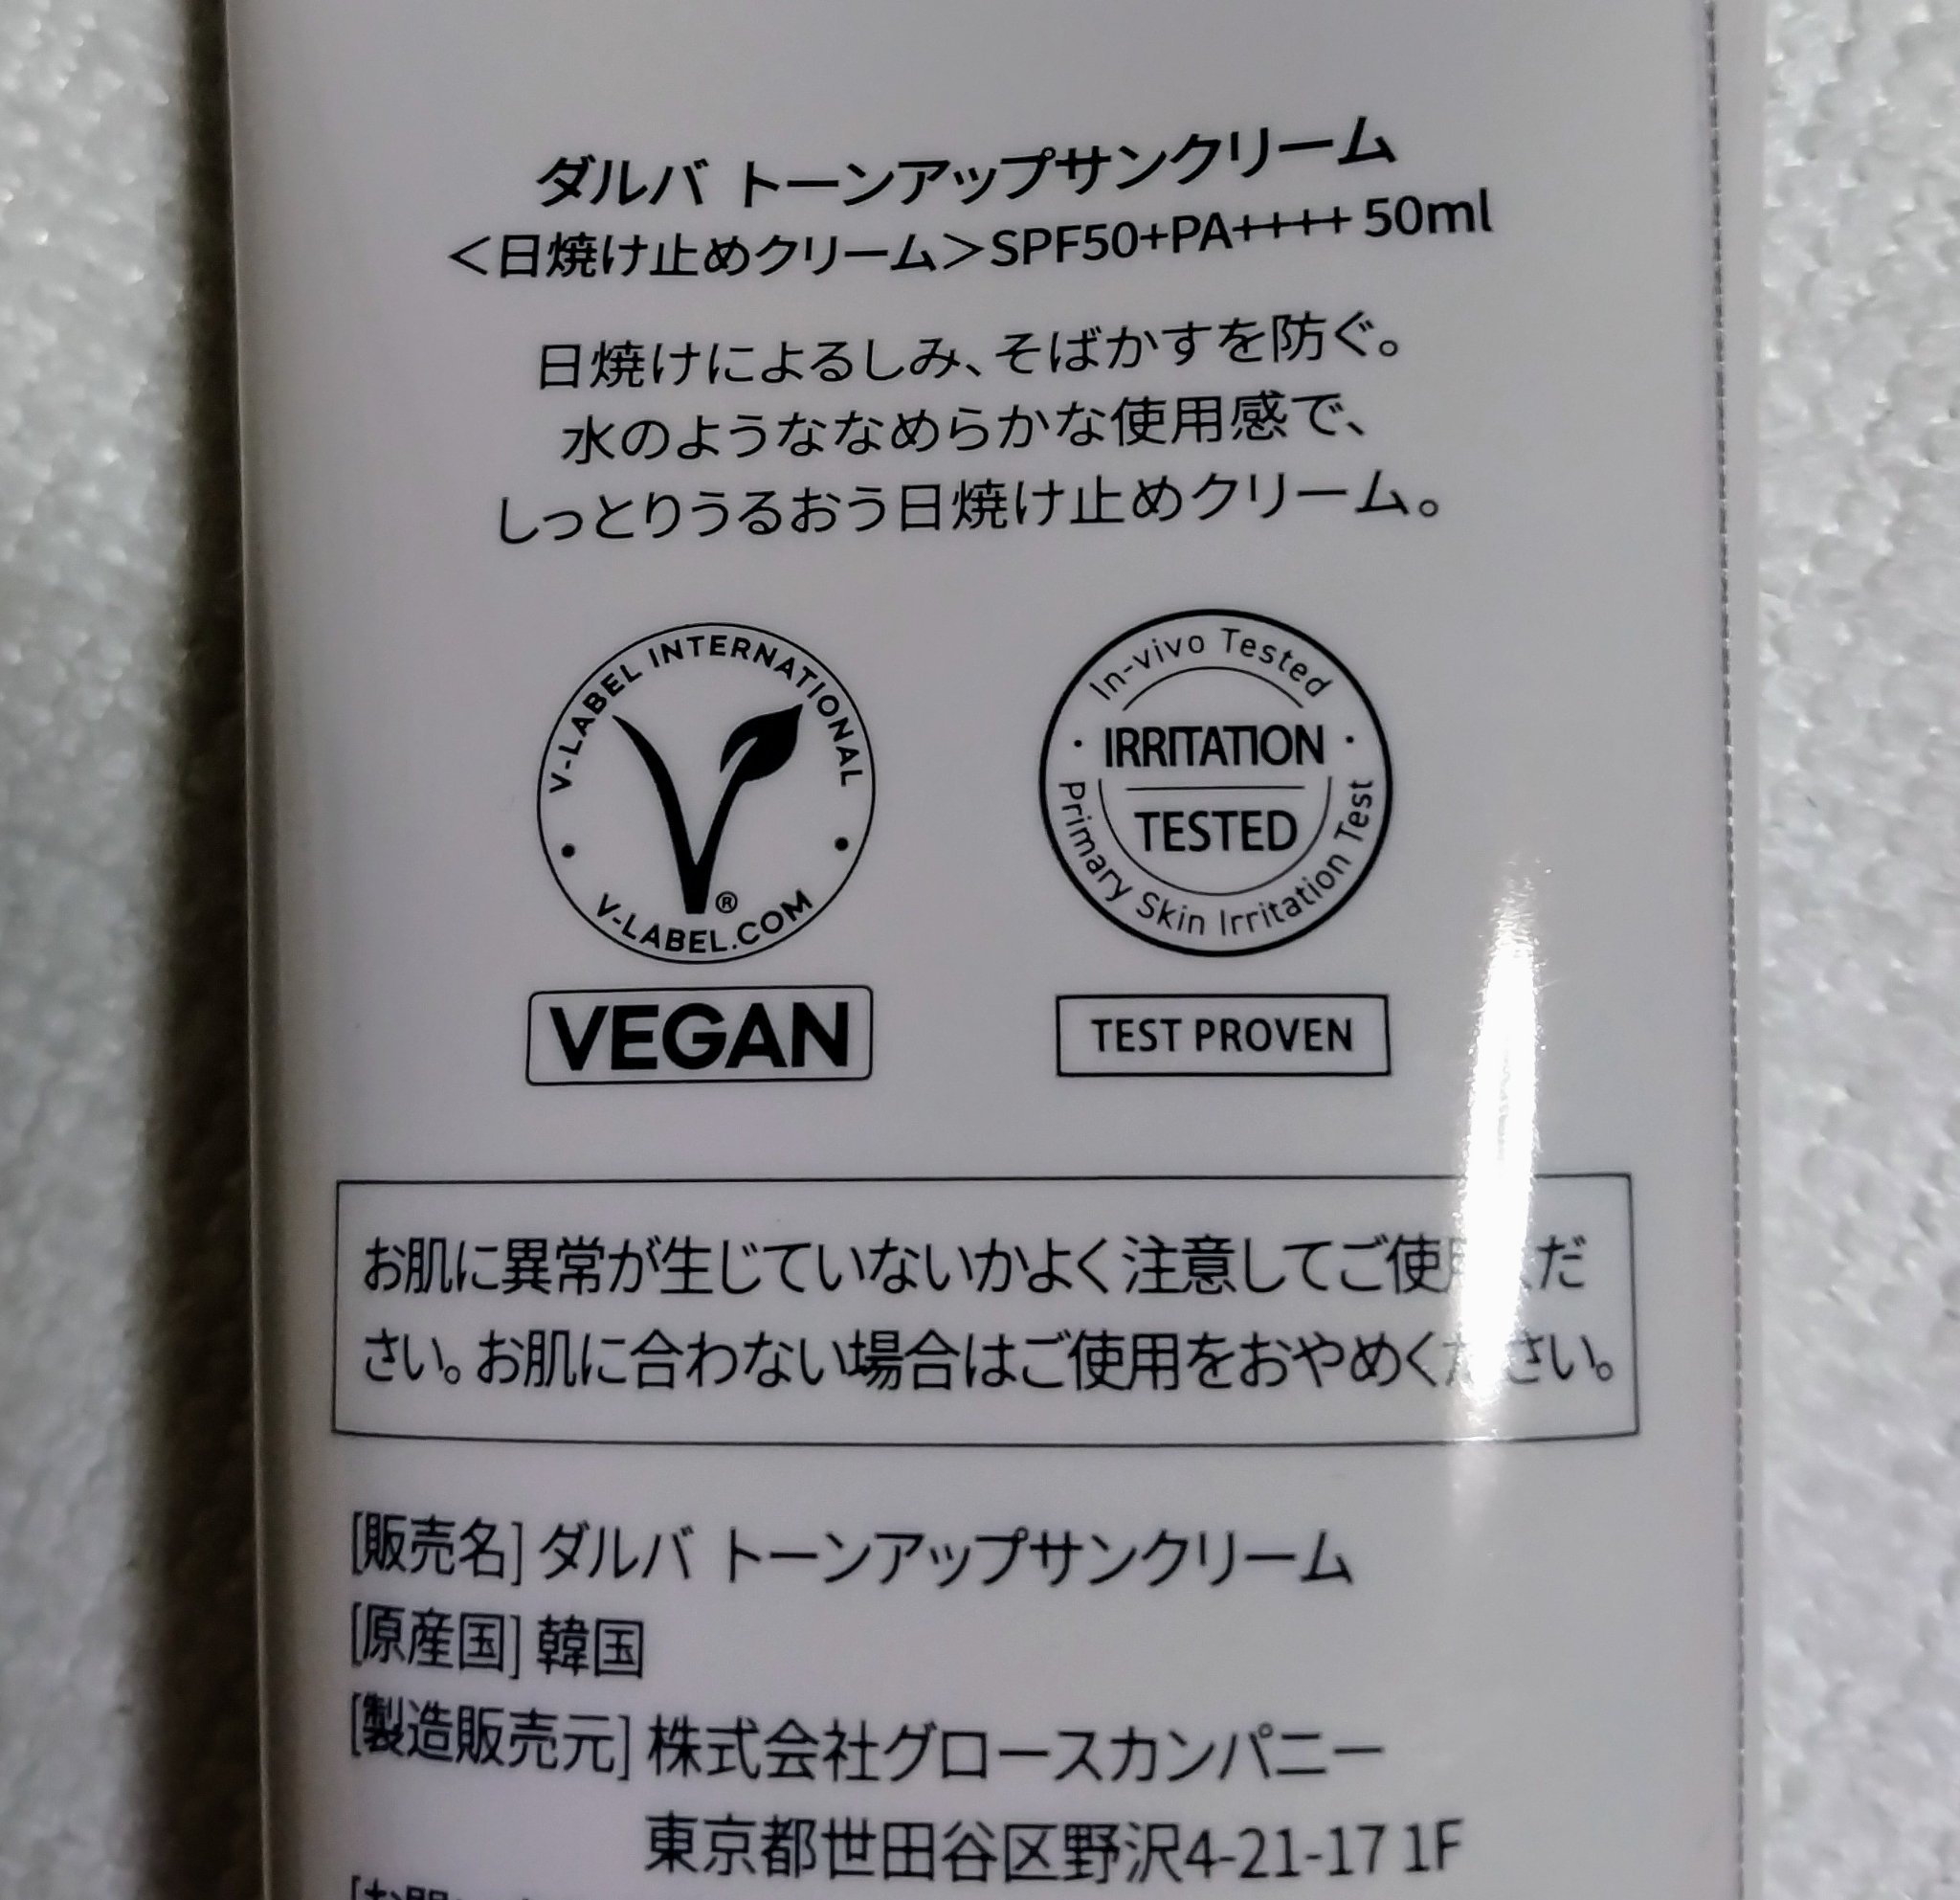 ダルバ トーンアップサンクリーム
＜日焼け止めクリーム＞SPF50+PA++++ 50ml
日焼けによるしみ、そばかすを防ぐ。
水のようななめらかな使用感で、
しっとりうるおう日焼け止めクリーム。
V-LABEL INTERNATIONAL
®
V-LABEL.COM
VEGAN
In-vivo Tested
IRRITATION
TESTED
Primary Skin Irritation Test
TEST PROVEN
お肌に異常が生じていないかよく注意してご使用くだ
さい。お肌に合わない場合はご使用をおやめください。
[販売名] ダルバ トーンアップサンクリーム
[原産国] 韓国
[製造販売元] 株式会社グロースカンパニー
東京都世田谷区野沢4-21-17 1F